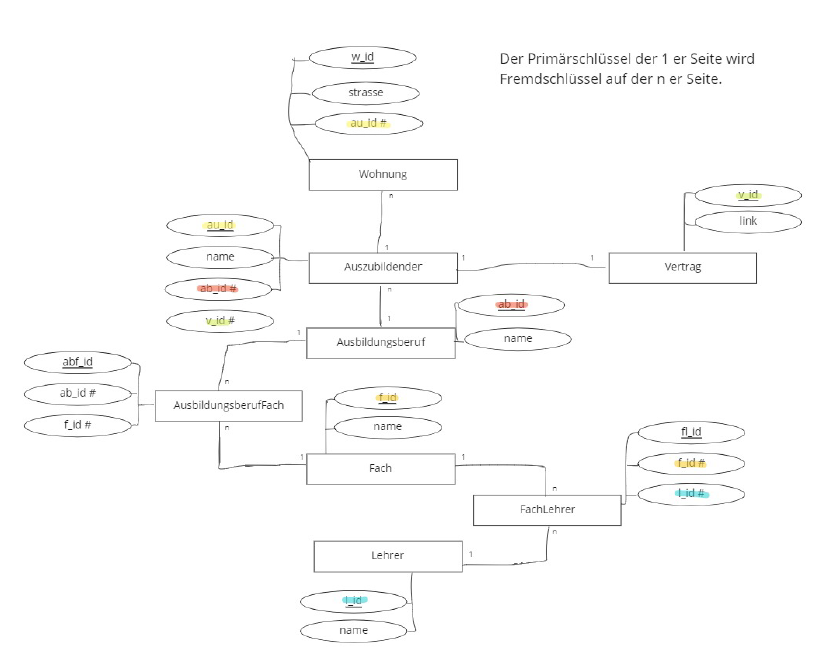 w_id
Der Primärschlüssel der 1 er Seite wird
Fremdschlüssel auf der n er Seite.
strasse
au_id #
Wohnung
n
v_id
link
au_id
name
ab_id #
v_id #
1
Auszubildender
1
1
Vertrag
n
1
ab_id
name
Ausbildungsberuf
1
abf_id
ab_id #
f_id #
n
AusbildungsberufFach
n
f_id
name
1
Fach
1
fl_id
f_id #
l_id #
n
FachLehrer
n
Lehrer
1
l_id
name